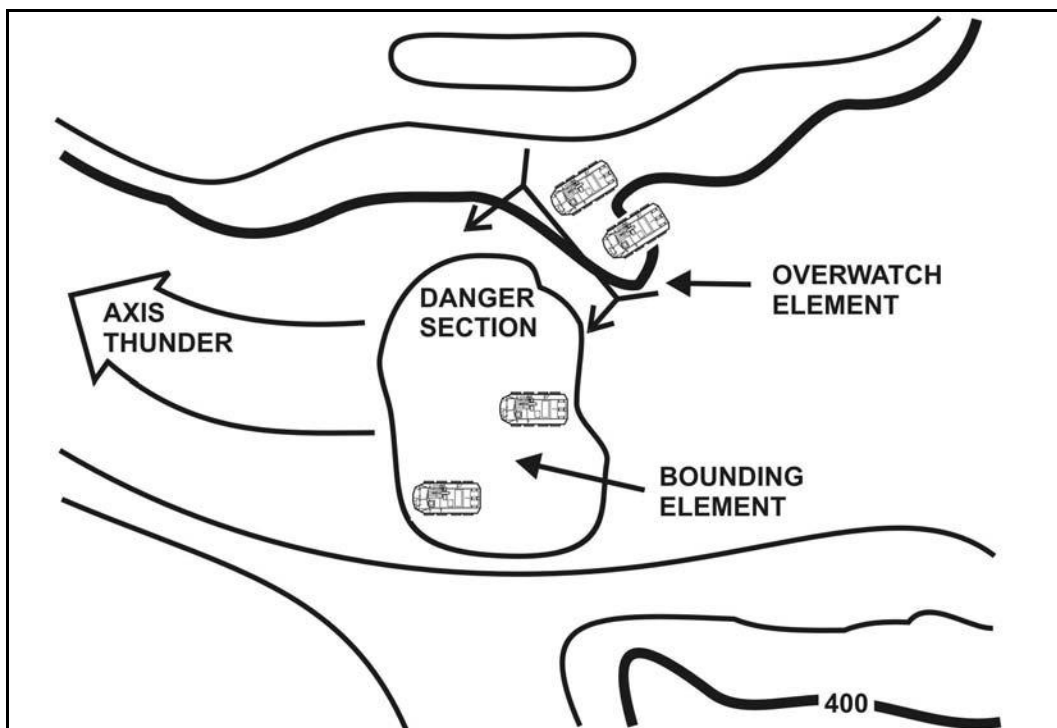 OVERWATCH
ELEMENT
DANGER
SECTION
AXIS
THUNDER
BOUNDING
ELEMENT
400